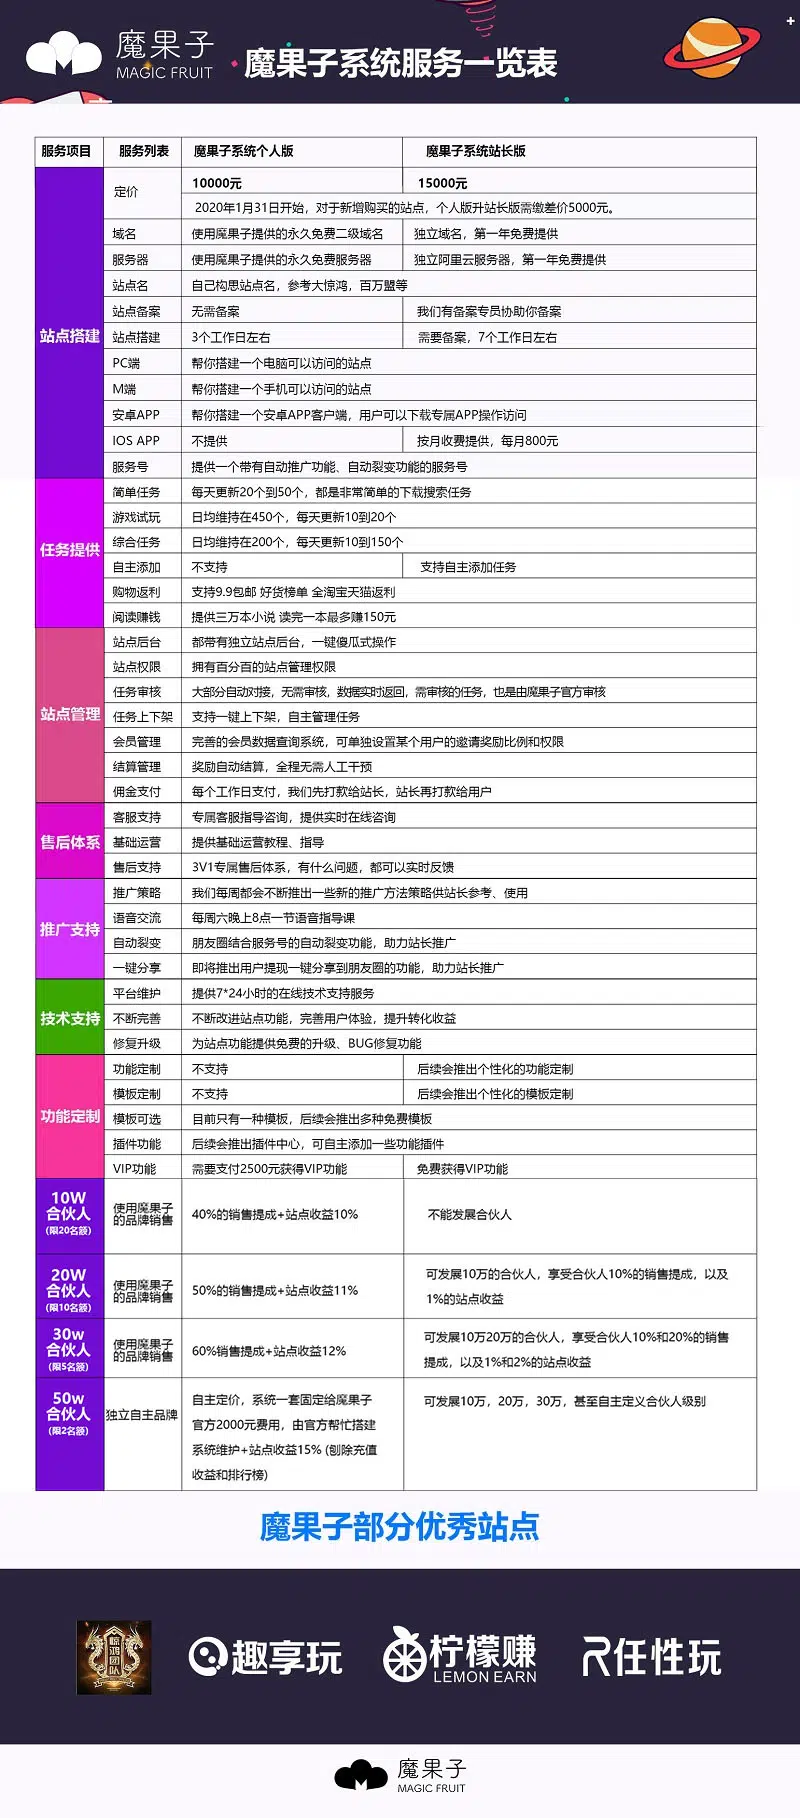 魔果子
MAGIC FRUIT
魔果子系统服务一览表
服务项目 服务列表 魔果子系统个人版 魔果子系统站长版
站点搭建
定价 10000元 15000元
2020年1月31日开始，对于新增购买的站点，个人版升站长版需缴差价5000元。
域名 使用魔果子提供的永久免费二级域名 独立域名，第一年免费提供
服务器 使用魔果子提供的永久免费服务器 独立阿里云服务器，第一年免费提供
站点名 自己构思站点名，参考大惊鸿，百万盟等
站点备案 无需备案 我们有备案专员协助你备案
站点搭建 3个工作日左右 需要备案，7个工作日左右
PC端 帮你搭建一个电脑可以访问的站点
M端 帮你搭建一个手机可以访问的站点
安卓APP 帮你搭建一个安卓APP客户端，用户可以下载专属APP操作访问
IOS APP 不提供 按月收费提供，每月800元
服务号 提供一个带有自动推广功能、自动裂变功能的服务号
任务提供
简单任务 每天更新20个到50个，都是非常简单的下载搜索任务
游戏试玩 日均维持在450个，每天更新10到20个
综合任务 日均维持在200个，每天更新10到150个
自主添加 不支持 支持自主添加任务
购物返利 支持9.9包邮 好货榜单 全淘宝天猫返利
阅读赚钱 提供三万本小说 读完一本最多赚150元
站点管理
站点后台 都带有独立站点后台，一键傻瓜式操作
站点权限 拥有百分百的站点管理权限
任务审核 大部分自动对接，无需审核，数据实时返回，需审核的任务，也是由魔果子官方审核
任务上下架 支持一键上下架，自主管理任务
会员管理 完善的会员数据查询系统，可单独设置某个用户的邀请奖励比例和权限
结算管理 奖励自动结算，全程无需人工干预
佣金支付 每个工作日支付，我们先打款给站长，站长再打款给用户
售后体系
客服支持 专属客服指导咨询，提供实时在线咨询
基础运营 提供基础运营教程、指导
售后支持 3V1专属售后体系，有什么问题，都可以实时反馈
推广支持
推广策略 我们每周都会不断推出一些新的推广方法策略供站长参考、使用
语音交流 每周六晚上8点一节语音指导课
自动裂变 朋友圈结合服务号的自动裂变功能，助力站长推广
一键分享 即将推出用户提现一键分享到朋友圈的功能，助力站长推广
技术支持
平台维护 提供7*24小时的在线技术支持服务
不断完善 不断改进站点功能，完善用户体验，提升转化收益
修复升级 为站点功能提供免费的升级、BUG修复功能
功能定制
功能定制 不支持 后续会推出个性化的功能定制
模板定制 不支持 后续会推出个性化的模板定制
模板可选 目前只有一种模板，后续会推出多种免费模板
插件功能 后续会推出插件中心，可自主添加一些功能插件
VIP功能 需要支付2500元获得VIP功能 免费获得VIP功能
10W
合伙人
(限20名额)
使用魔果子
的品牌销售
40%的销售提成+站点收益10% 不能发展合伙人
20W
合伙人
(限10名额)
使用魔果子
的品牌销售
50%的销售提成+站点收益11%
可发展10万的合伙人，享受合伙人10%的销售提成，以及
1%的站点收益
30w
合伙人
(限5名额)
使用魔果子
的品牌销售
60%销售提成+站点收益12%
可发展10万20万的合伙人，享受合伙人10%和20%的销售
提成，以及1%和2%的站点收益
50w
合伙人
(限2名额)
独立自主品牌
自主定价，系统一套固定给魔果子
官方2000元费用，由官方帮忙搭建
系统维护+站点收益15% (刨除充值
收益和排行榜)
可发展10万，20万，30万，甚至自主定义合伙人级别
魔果子部分优秀站点
惊鸿团队
趣享玩
柠檬赚
LEMON EARN
任性玩
魔果子
MAGIC FRUIT